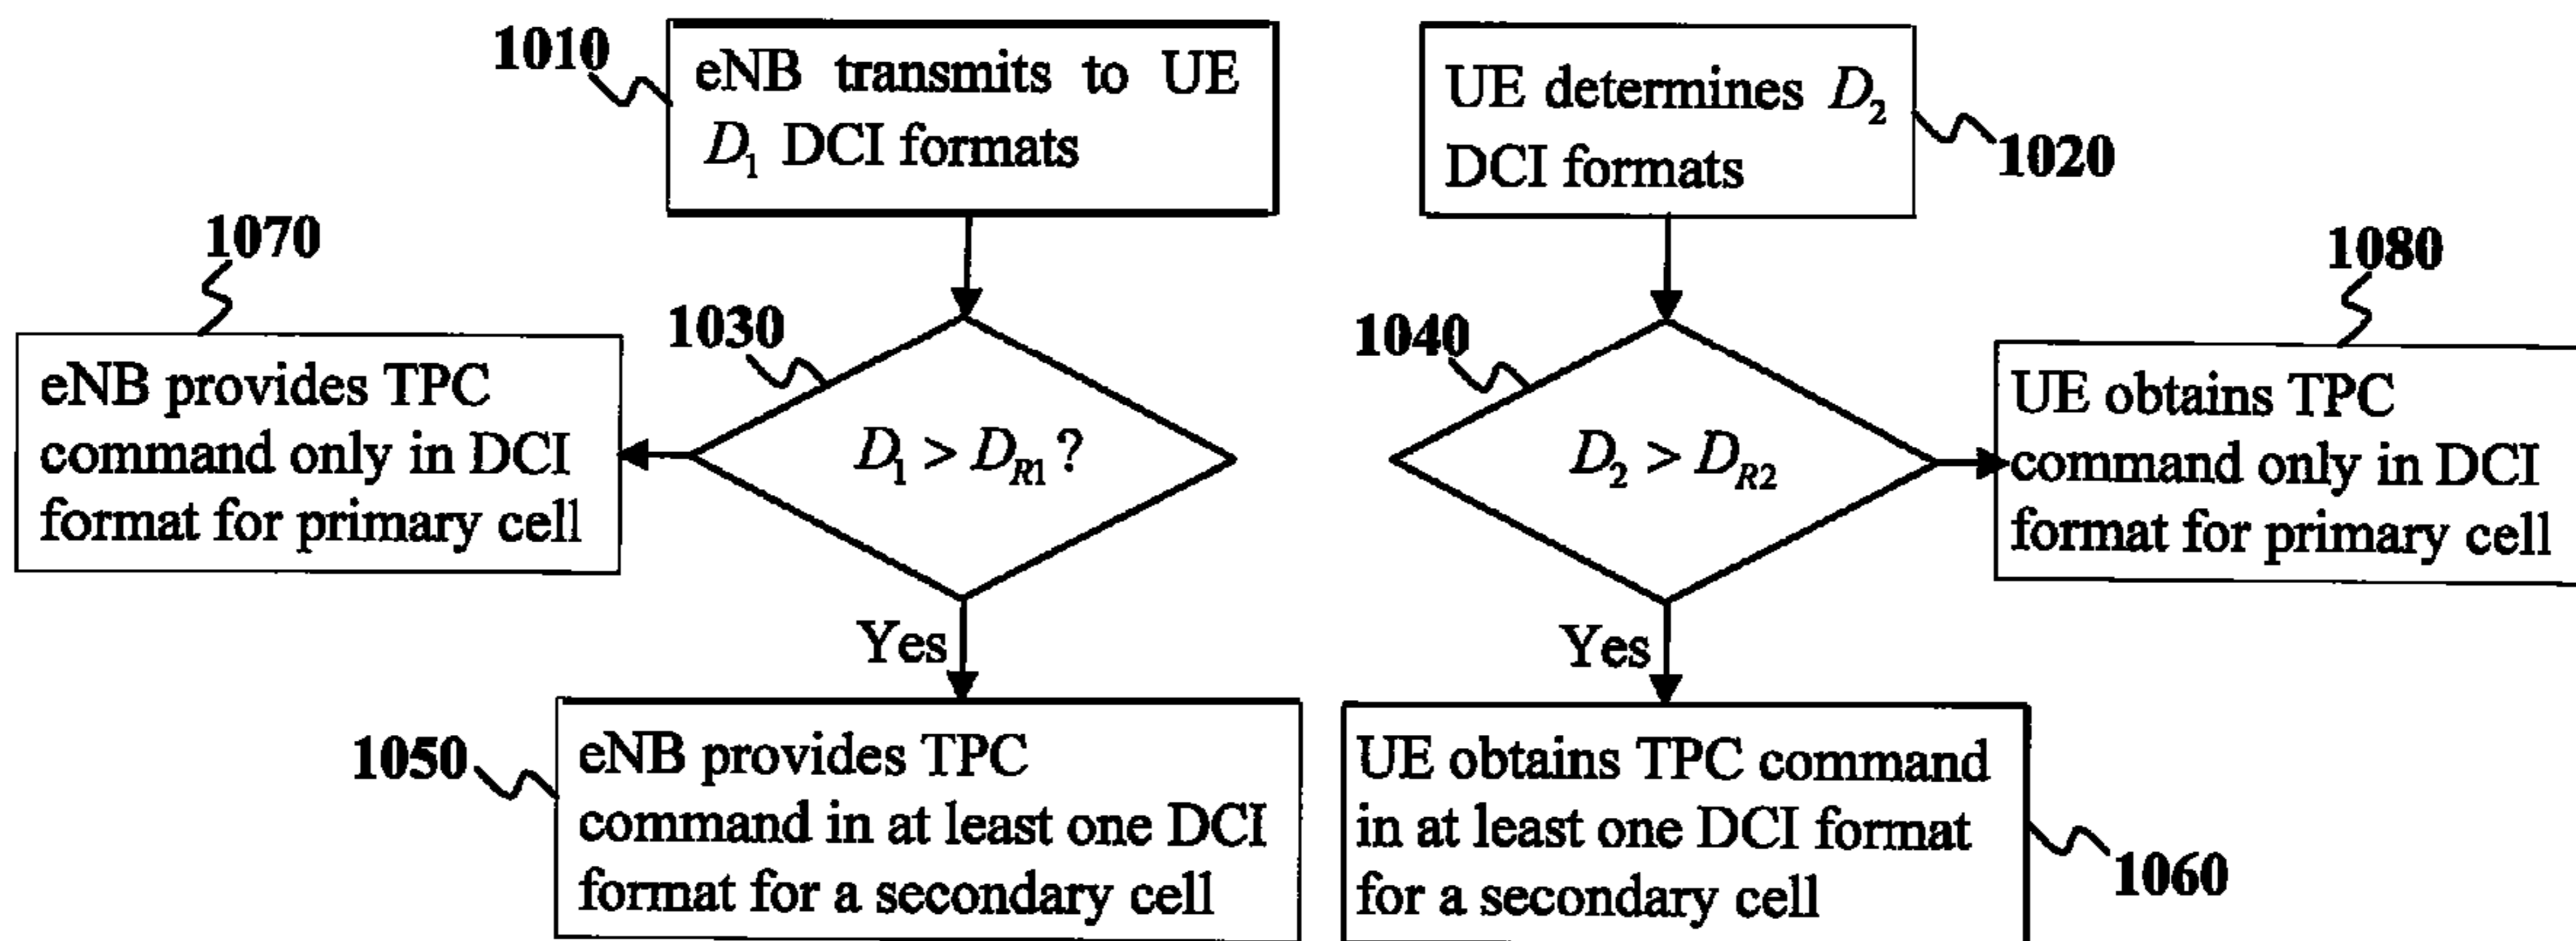 1010
eNB transmits to UE
D₁ DCI formats
UE determines D₂
DCI formats
1020
1070
1080
1030
1040
eNB provides TPC
command only in DCI
format for primary cell
D₁ > D_R1 ?
D₂ > D_R2
UE obtains TPC
command only in DCI
format for primary cell
Yes
Yes
1050
eNB provides TPC
command in at least one DCI
format for a secondary cell
UE obtains TPC command
in at least one DCI format
for a secondary cell
1060